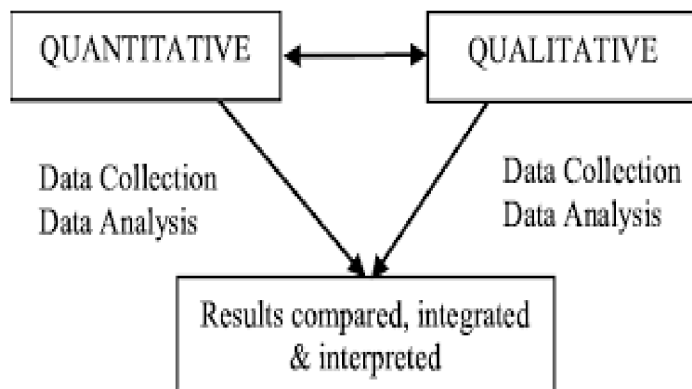 QUANTITATIVE
QUALITATIVE
Data Collection
Data Analysis
Data Collection
Data Analysis
Results compared, integrated
& interpreted